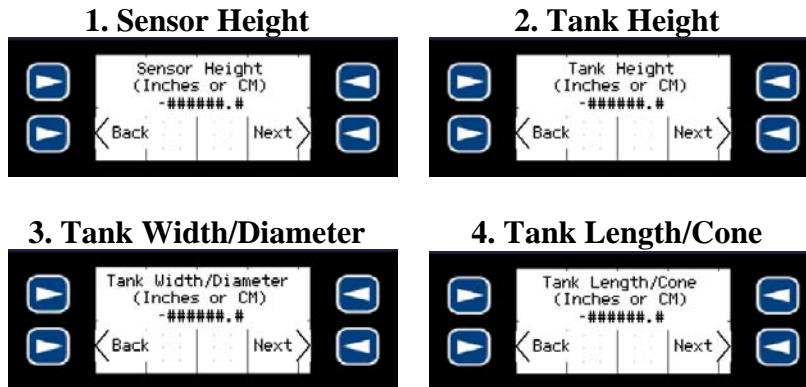 1. Sensor Height
Sensor Height
(Inches or CM)
-######.#
Back Next
2. Tank Height
Tank Height
(Inches or CM)
-######.#
Back Next
3. Tank Width/Diameter
Tank Width/Diameter
(Inches or CM)
-######.#
Back Next
4. Tank Length/Cone
Tank Length/Cone
(Inches or CM)
-######.#
Back Next